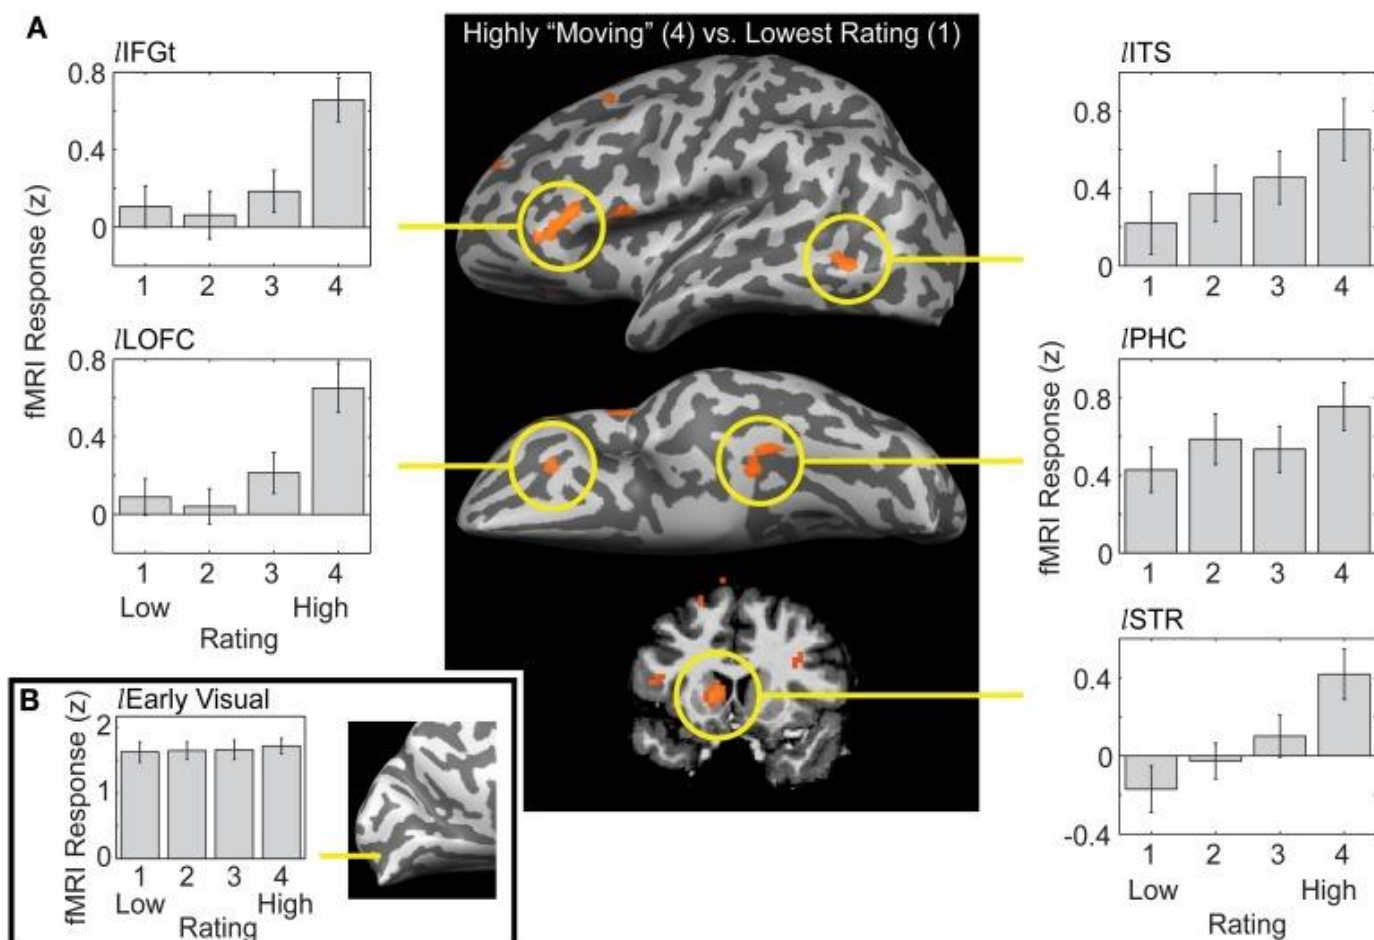 A
Highly “Moving” (4) vs. Lowest Rating (1)
lIFGt
fMRI Response (z)
0.8
0.4
0
1 2 3 4
lLOFC
0.8
0.4
0
1 2 3 4
Low High
Rating
lITS
0.8
0.4
0
1 2 3 4
lPHC
fMRI Response (z)
0.8
0.4
0
1 2 3 4
lSTR
0.4
0
-0.4
1 2 3 4
Low High
Rating
B
lEarly Visual
fMRI Response (z)
2
1
0
1 2 3 4
Low High
Rating